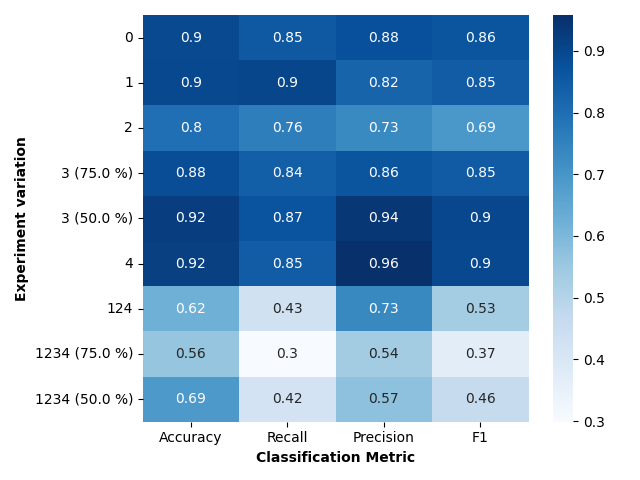 0 0.9 0.85 0.88 0.86
1 0.9 0.9 0.82 0.85
2 0.8 0.76 0.73 0.69
3 (75.0 %) 0.88 0.84 0.86 0.85
3 (50.0 %) 0.92 0.87 0.94 0.9
4 0.92 0.85 0.96 0.9
124 0.62 0.43 0.73 0.53
1234 (75.0 %) 0.56 0.3 0.54 0.37
1234 (50.0 %) 0.69 0.42 0.57 0.46
Accuracy Recall Precision F1
Classification Metric
Experiment variation
0.9
0.8
0.7
0.6
0.5
0.4
0.3